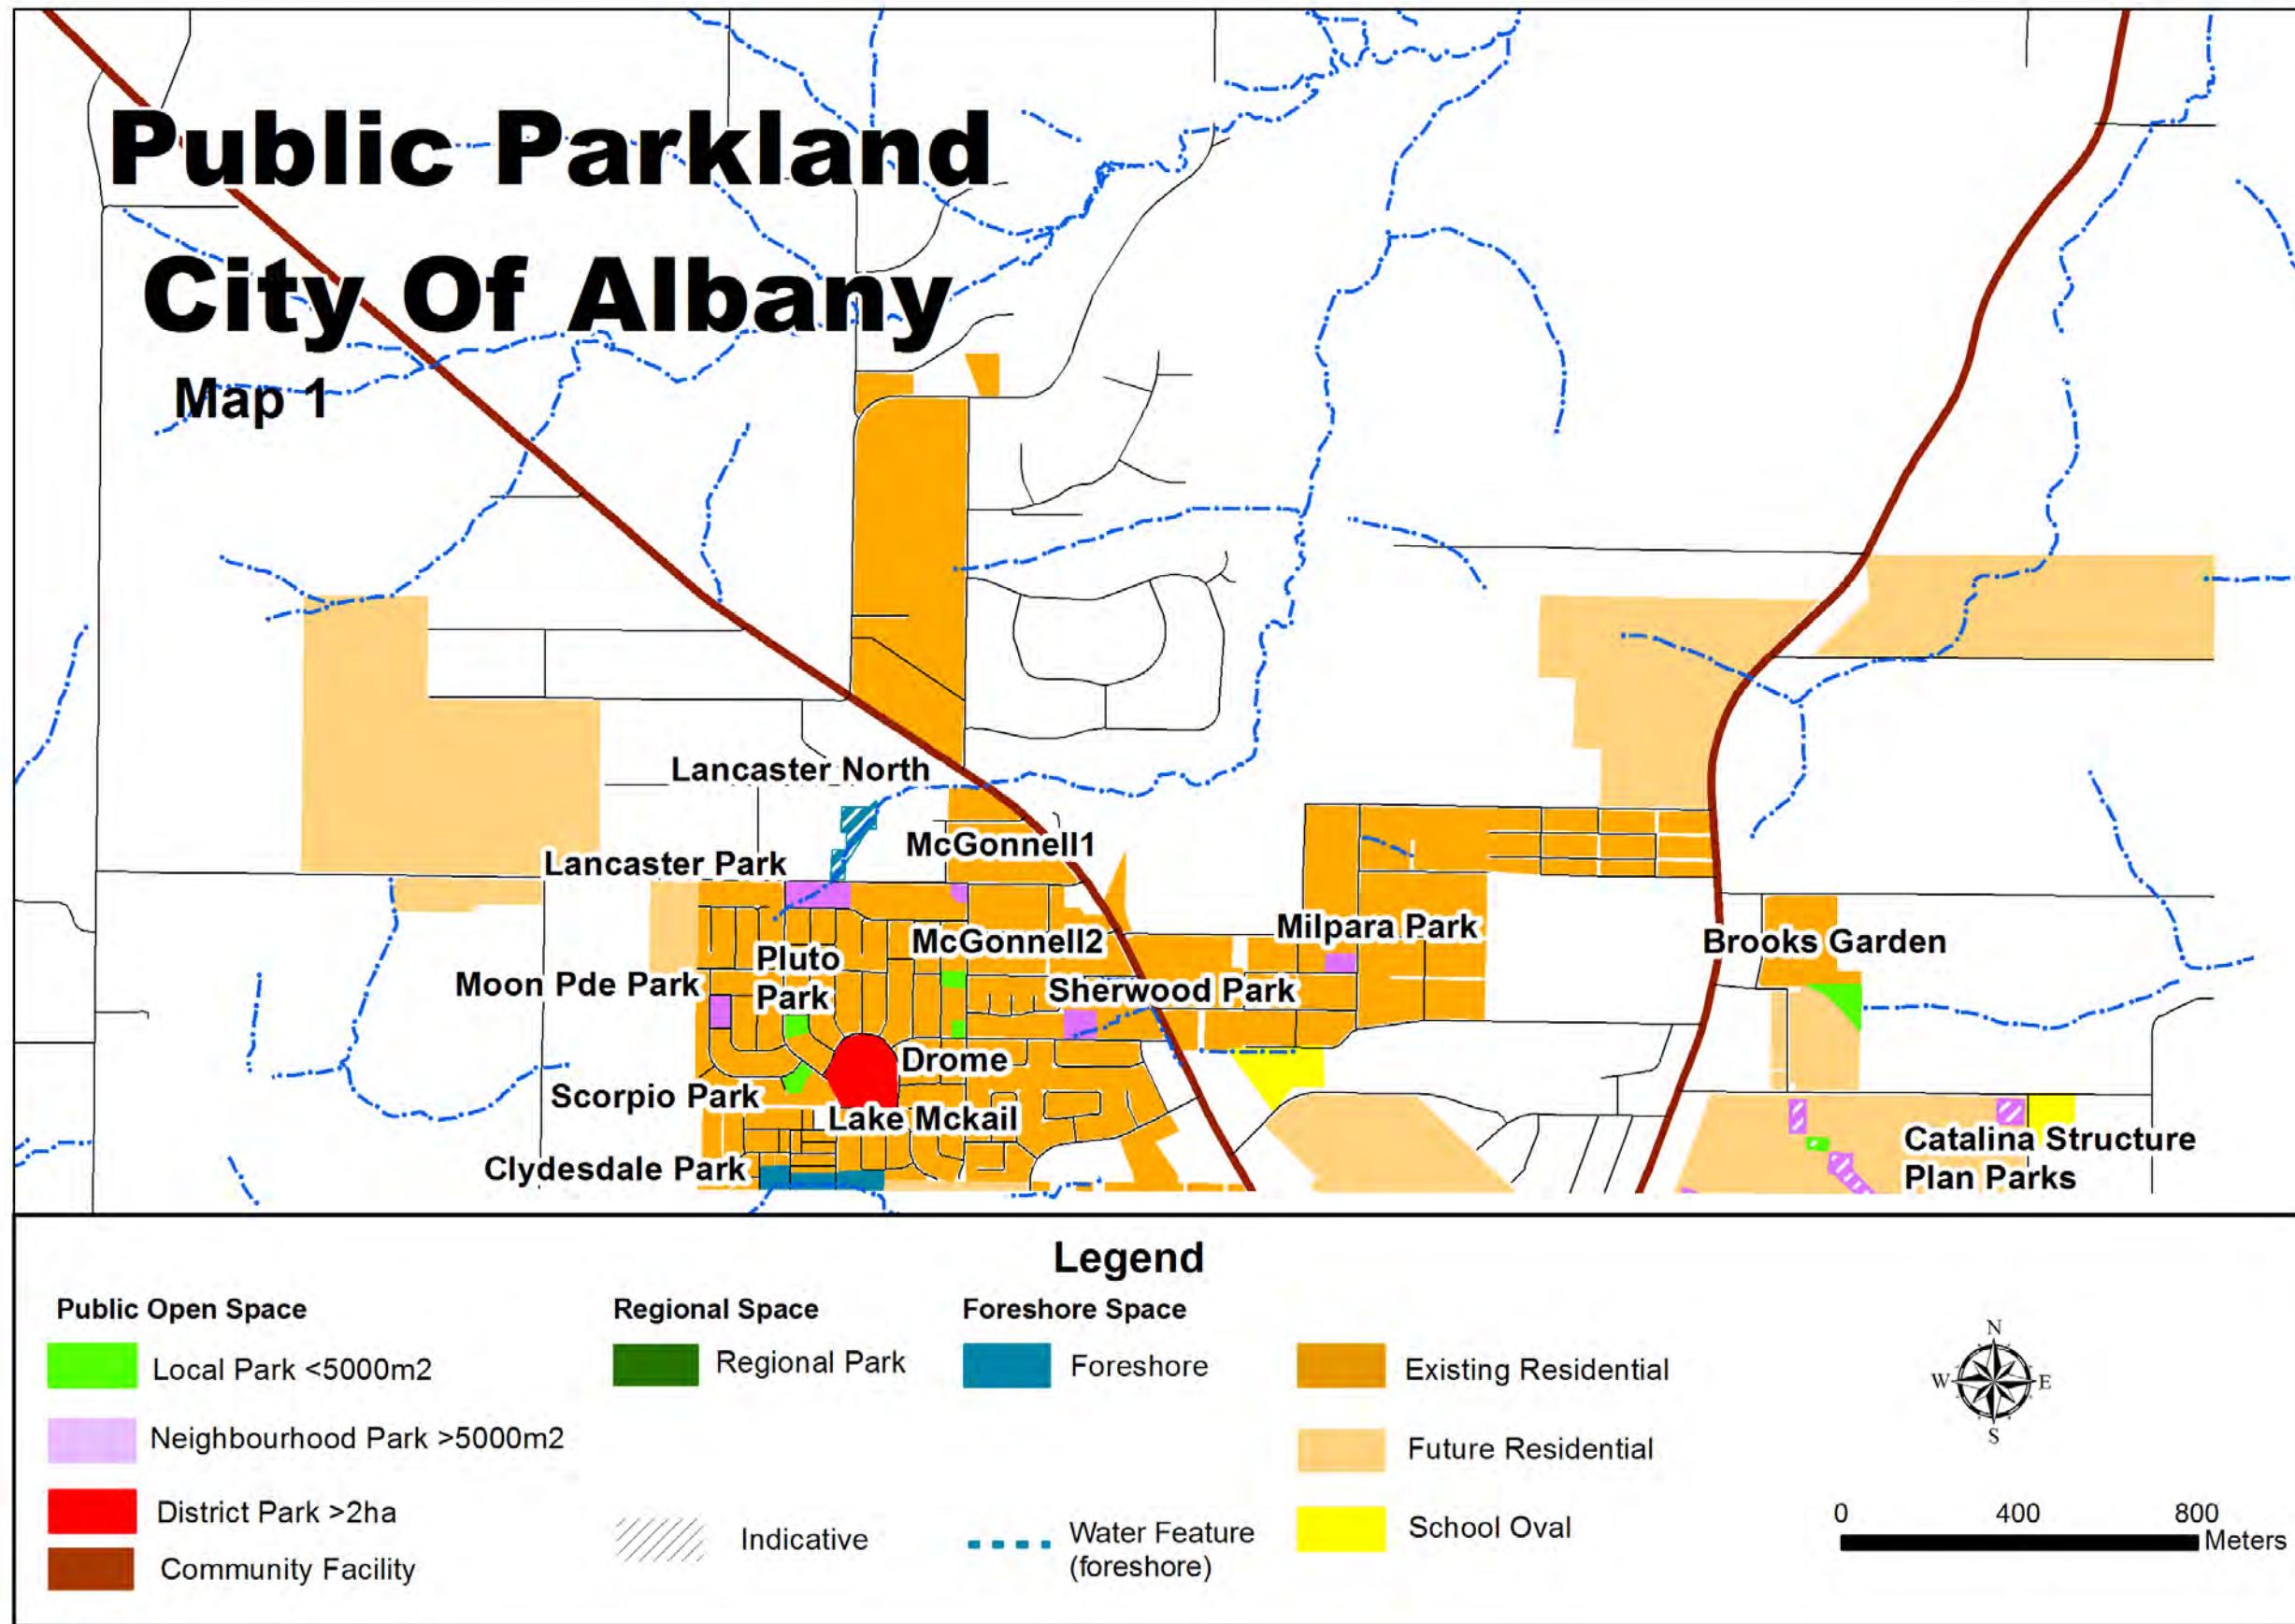 Public Parkland
City Of Albany
Map 1
Lancaster North
McGonnell1
Lancaster Park
Milpara Park
McGonnell2
Brooks Garden
Pluto
Park
Moon Pde Park
Sherwood Park
Drome
Scorpio Park
Lake Mckail
Catalina Structure
Plan Parks
Clydesdale Park
Legend
Public Open Space
Local Park <5000m2
Neighbourhood Park >5000m2
District Park >2ha
Community Facility
Regional Space
Regional Park
Indicative
Foreshore Space
Foreshore
Water Feature
(foreshore)
Existing Residential
Future Residential
School Oval
N
W E
S
0 400 800
Meters